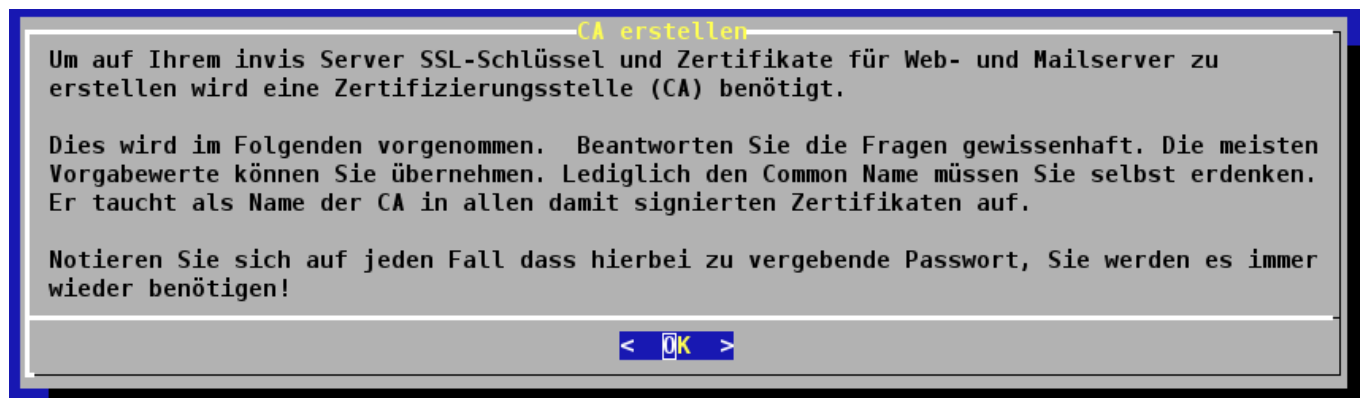 CA erstellen
Um auf Ihrem invis Server SSL-Schlüssel und Zertifikate für Web- und Mailserver zu
erstellen wird eine Zertifizierungsstelle (CA) benötigt.
Dies wird im Folgenden vorgenommen.  Beantworten Sie die Fragen gewissenhaft. Die meisten
Vorgabewerte können Sie übernehmen. Lediglich den Common Name müssen Sie selbst erdenken.
Er taucht als Name der CA in allen damit signierten Zertifikaten auf.
Notieren Sie sich auf jeden Fall dass hierbei zu vergebende Passwort, Sie werden es immer
wieder benötigen!
<  OK  >